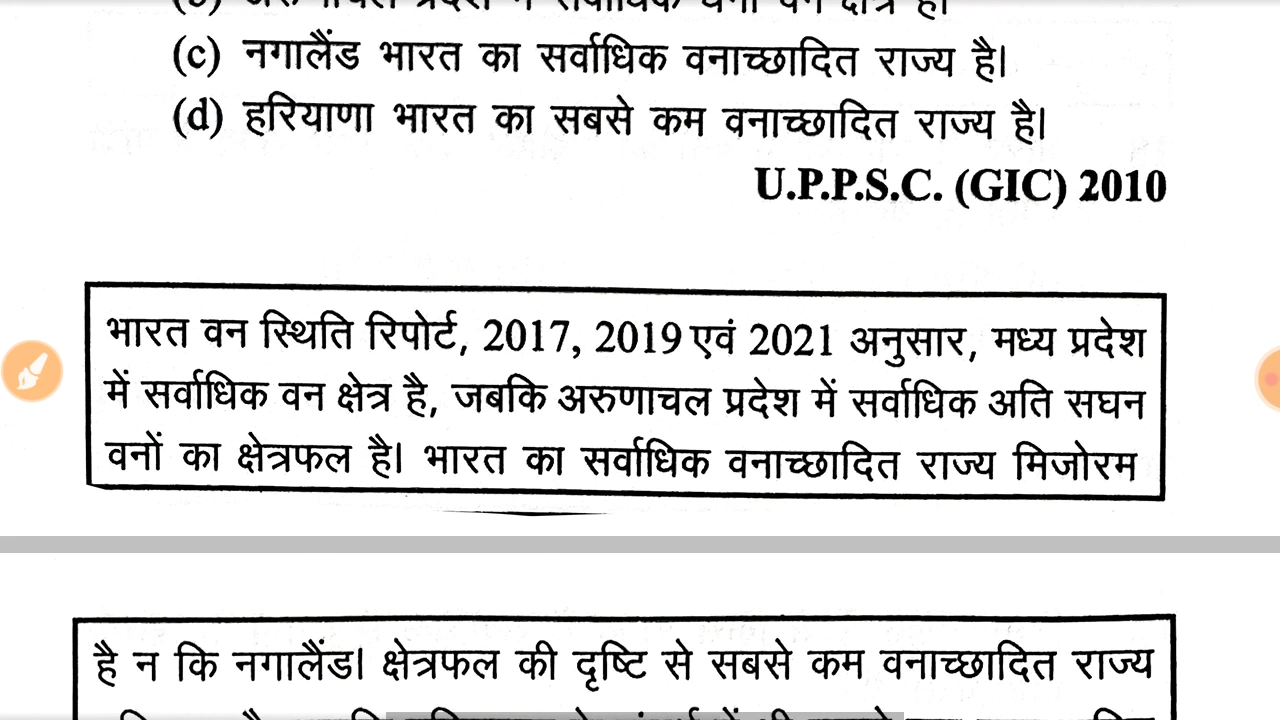 (c) नगालैंड भारत का सर्वाधिक वनाच्छादित राज्य है।
(d) हरियाणा भारत का सबसे कम वनाच्छादित राज्य है।
U.P.P.S.C. (GIC) 2010
भारत वन स्थिति रिपोर्ट, 2017, 2019 एवं 2021 अनुसार, मध्य प्रदेश
में सर्वाधिक वन क्षेत्र है, जबकि अरुणाचल प्रदेश में सर्वाधिक अति सघन
वनों का क्षेत्रफल है। भारत का सर्वाधिक वनाच्छादित राज्य मिजोरम
है न कि नगालैंड। क्षेत्रफल की दृष्टि से सबसे कम वनाच्छादित राज्य